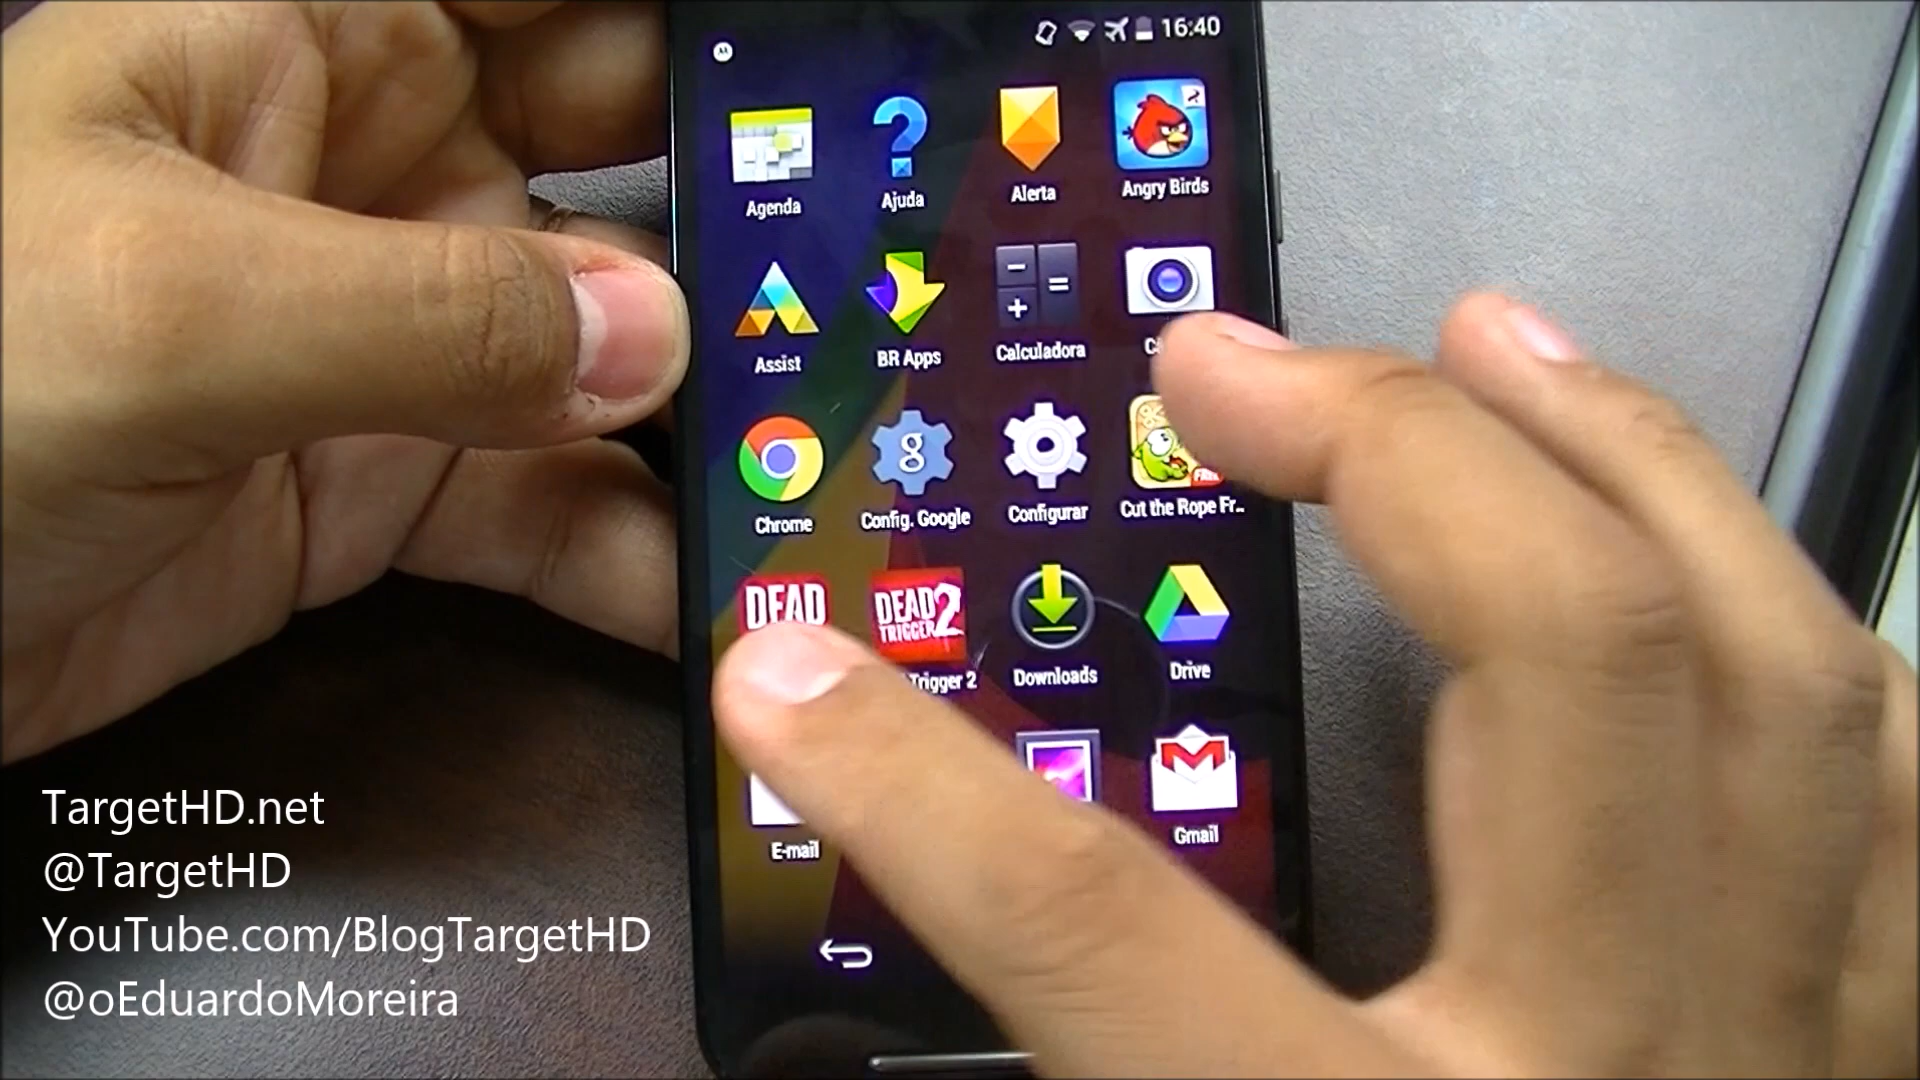 16:40
Agenda
Ajuda
Alerta
Angry Birds
Assist
BR Apps
Calculadora
Chrome
g
Config. Google
Configurar
FREE
Cut the Rope Fr..
DEAD
DEAD
TRIGGER 2
Trigger 2
Downloads
Drive
E-mail
Gmail
TargetHD.net
@TargetHD
YouTube.com/BlogTargetHD
@oEduardoMoreira